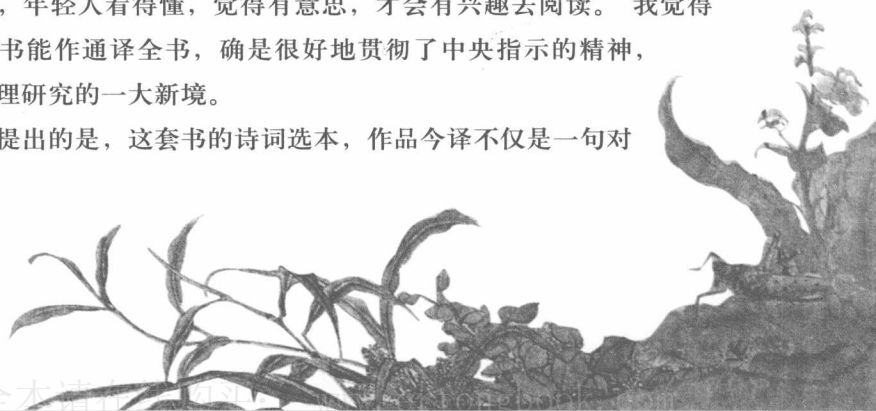 ，年轻人看得懂，觉得有意思，才会有兴趣去阅读。 我觉得
书能作通译全书，确是很好地贯彻了中央指示的精神，
理研究的一大新境。
提出的是，这套书的诗词选本，作品今译不仅是一句对